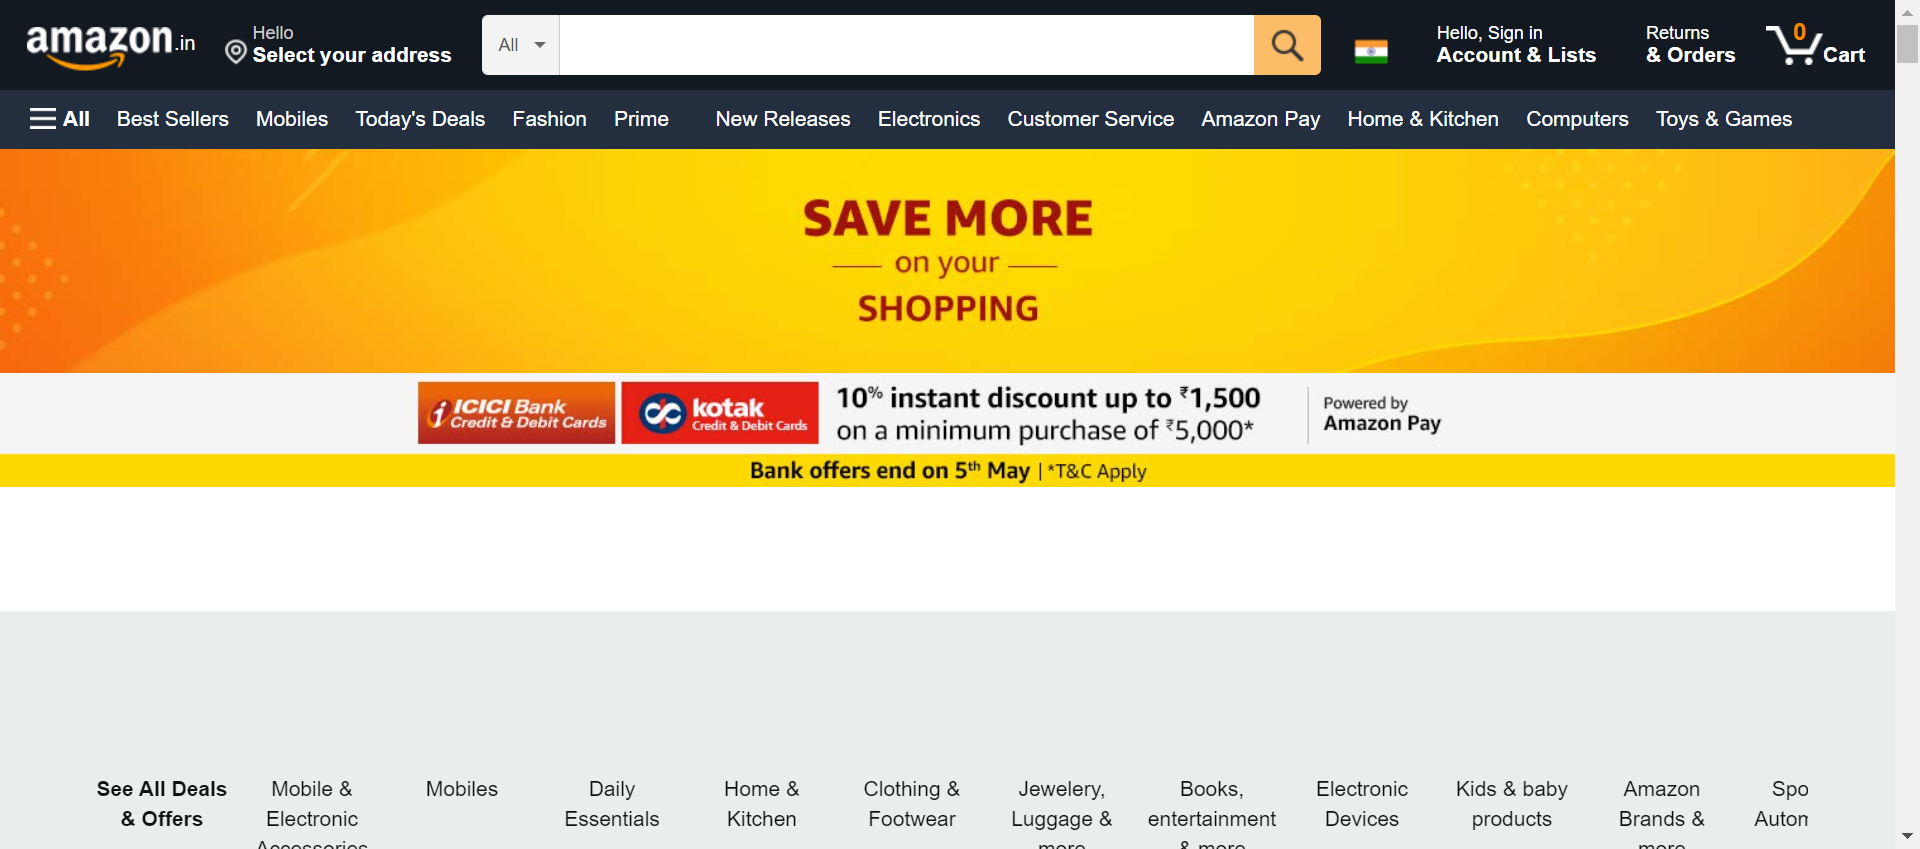 amazon.in
Hello
Select your address
All
Hello, Sign in
Account & Lists
Returns
& Orders
0
Cart
All Best Sellers Mobiles Today's Deals Fashion Prime New Releases Electronics Customer Service Amazon Pay Home & Kitchen Computers Toys & Games
SAVE MORE
on your
SHOPPING
ICICI Bank
Credit & Debit Cards
kotak
Credit & Debit Cards
10% instant discount up to ₹1,500
on a minimum purchase of ₹5,000*
Powered by
Amazon Pay
Bank offers end on 5th May | *T&C Apply
See All Deals
& Offers
Mobile &
Electronic
Accessories
Mobiles
Daily
Essentials
Home &
Kitchen
Clothing &
Footwear
Jewelery,
Luggage &
more
Books,
entertainment
& more
Electronic
Devices
Kids & baby
products
Amazon
Brands &
more
Spo
Autom